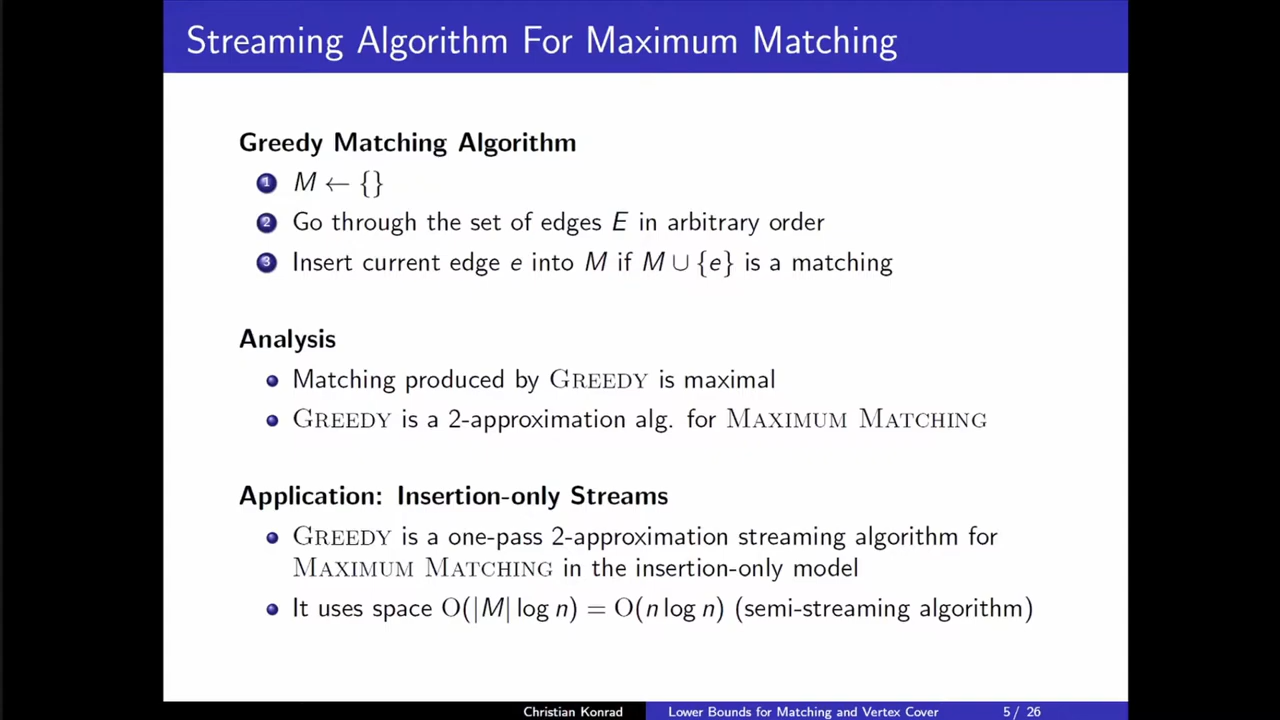 Streaming Algorithm For Maximum Matching
Greedy Matching Algorithm
1 M ← {}
2 Go through the set of edges E in arbitrary order
3 Insert current edge e into M if M ∪ {e} is a matching
Analysis
• Matching produced by GREEDY is maximal
• GREEDY is a 2-approximation alg. for MAXIMUM MATCHING
Application: Insertion-only Streams
• GREEDY is a one-pass 2-approximation streaming algorithm for
MAXIMUM MATCHING in the insertion-only model
• It uses space O(|M| log n) = O(n log n) (semi-streaming algorithm)
Christian Konrad Lower Bounds for Matching and Vertex Cover 5 / 26